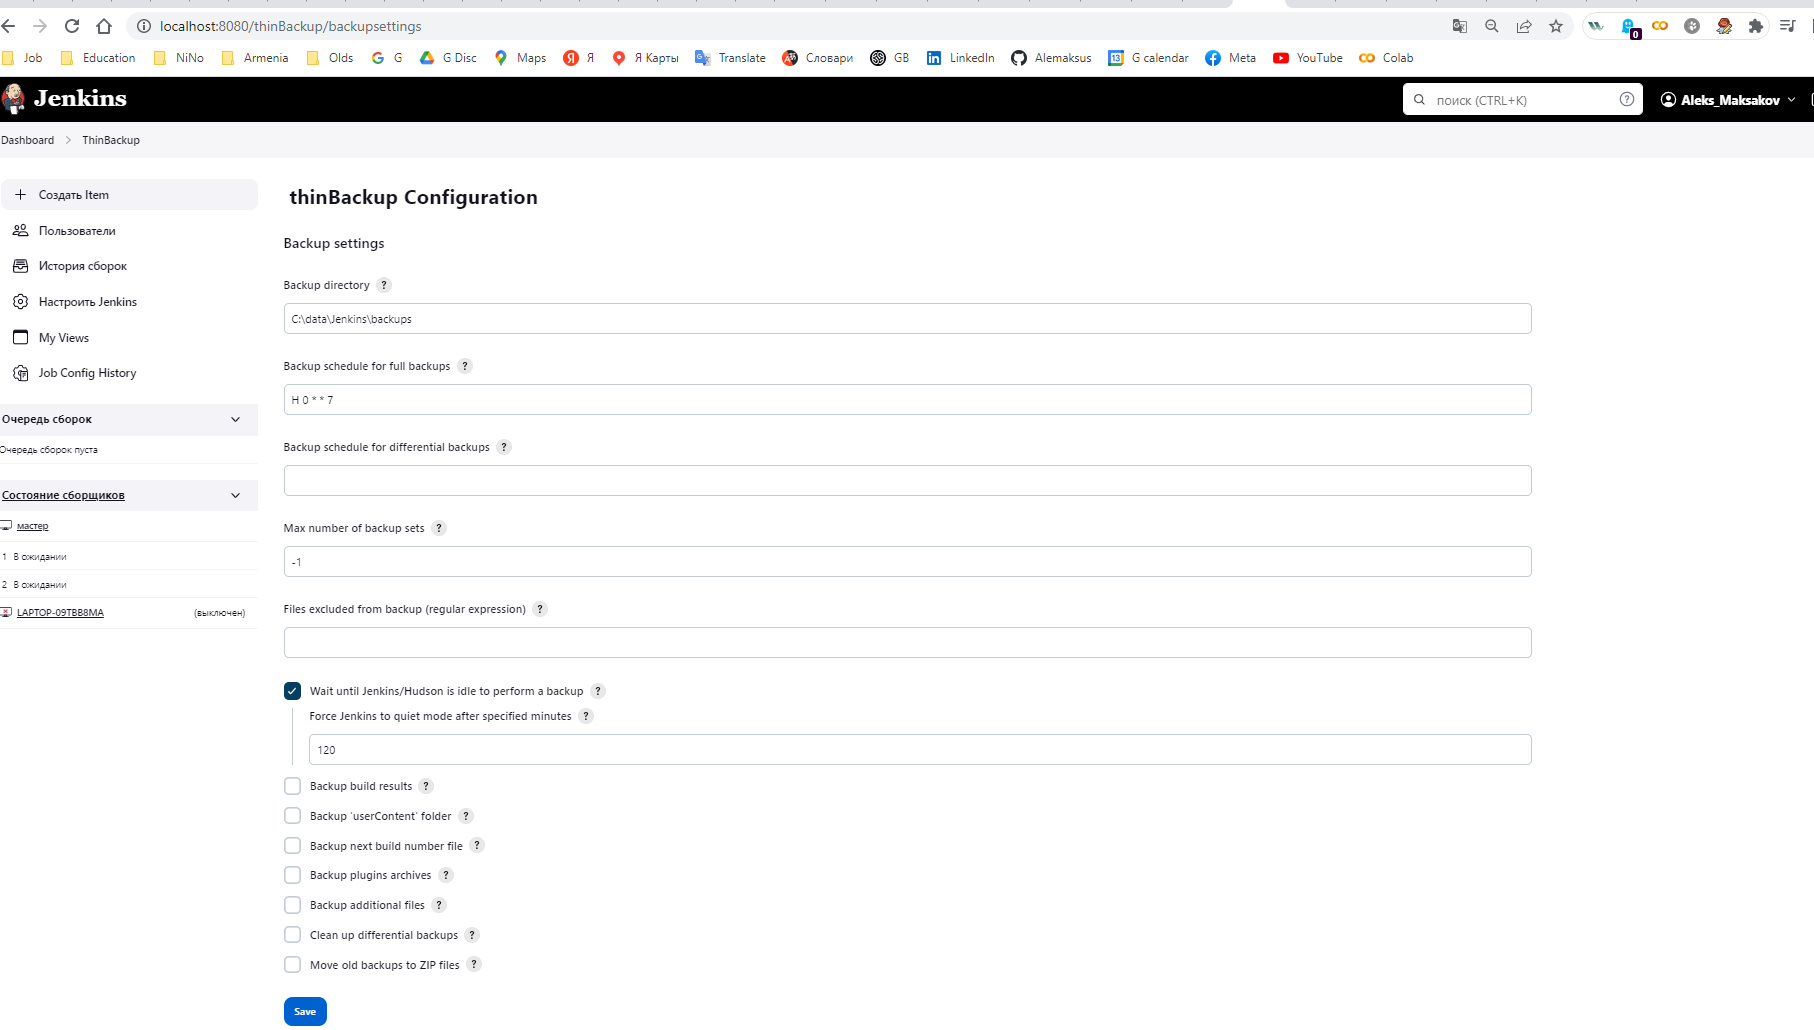 localhost:8080/thinBackup/backupsettings
0
Job Education NiNo Armenia Olds G G Disc Maps Я Я Карты Translate Словари GB LinkedIn Alemaksus G calendar Meta YouTube Colab
Jenkins
поиск (CTRL+K)
Aleks_Maksakov
Dashboard > ThinBackup
Создать Item
Пользователи
История сборок
Настроить Jenkins
My Views
Job Config History
Очередь сборок
Очередь сборок пуста
Состояние сборщиков
мастер
1 В ожидании
2 В ожидании
LAPTOP-09TBB8MA (выключен)
thinBackup Configuration
Backup settings
Backup directory ?
C:\data\Jenkins\backups
Backup schedule for full backups ?
H 0 * * 7
Backup schedule for differential backups ?
Max number of backup sets ?
-1
Files excluded from backup (regular expression) ?
Wait until Jenkins/Hudson is idle to perform a backup ?
Force Jenkins to quiet mode after specified minutes ?
120
Backup build results ?
Backup 'userContent' folder ?
Backup next build number file ?
Backup plugins archives ?
Backup additional files ?
Clean up differential backups ?
Move old backups to ZIP files ?
Save